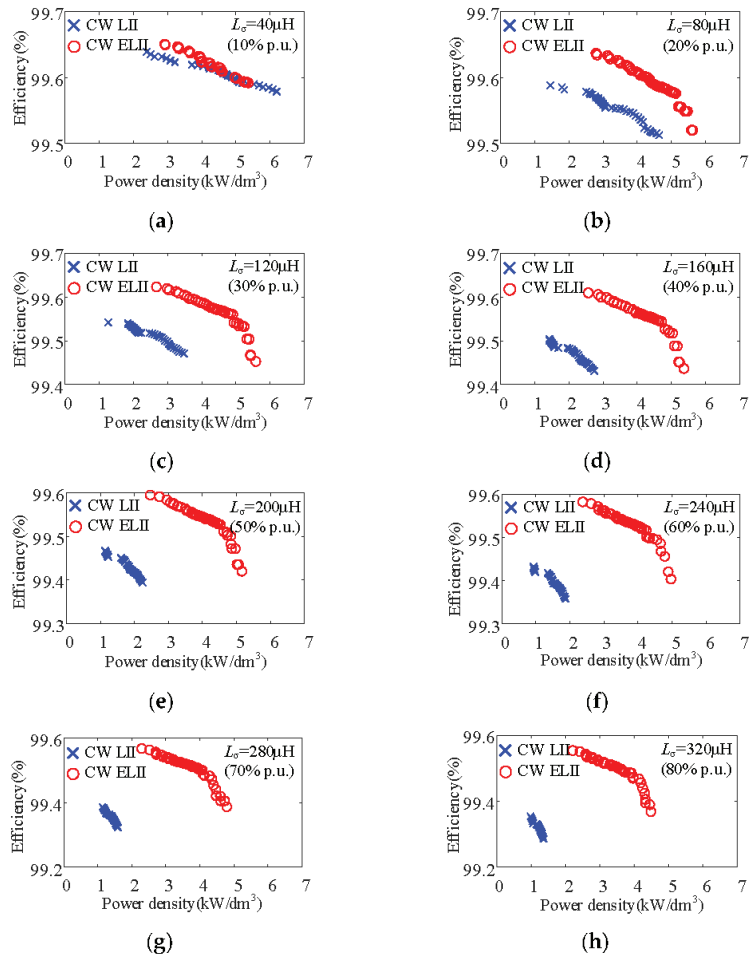 99.7
CW LII
CW ELII
Lσ=40μH
(10% p.u.)
99.6
99.5
Efficiency(%)
0 1 2 3 4 5 6 7
Power density(kW/dm³)
(a)
99.7
CW LII
CW ELII
Lσ=80μH
(20% p.u.)
99.6
99.5
Efficiency(%)
0 1 2 3 4 5 6 7
Power density(kW/dm³)
(b)
99.7
CW LII
CW ELII
Lσ=120μH
(30% p.u.)
99.6
99.5
99.4
Efficiency(%)
0 1 2 3 4 5 6 7
Power density(kW/dm³)
(c)
99.7
CW LII
CW ELII
Lσ=160μH
(40% p.u.)
99.6
99.5
99.4
Efficiency(%)
0 1 2 3 4 5 6 7
Power density(kW/dm³)
(d)
99.6
CW LII
CW ELII
Lσ=200μH
(50% p.u.)
99.5
99.4
99.3
Efficiency(%)
0 1 2 3 4 5 6 7
Power density(kW/dm³)
(e)
99.6
CW LII
CW ELII
Lσ=240μH
(60% p.u.)
99.5
99.4
99.3
Efficiency(%)
0 1 2 3 4 5 6 7
Power density(kW/dm³)
(f)
99.6
CW LII
CW ELII
Lσ=280μH
(70% p.u.)
99.4
99.2
Efficiency(%)
0 1 2 3 4 5 6 7
Power density(kW/dm³)
(g)
99.6
CW LII
CW ELII
Lσ=320μH
(80% p.u.)
99.4
99.2
Efficiency(%)
0 1 2 3 4 5 6 7
Power density(kW/dm³)
(h)